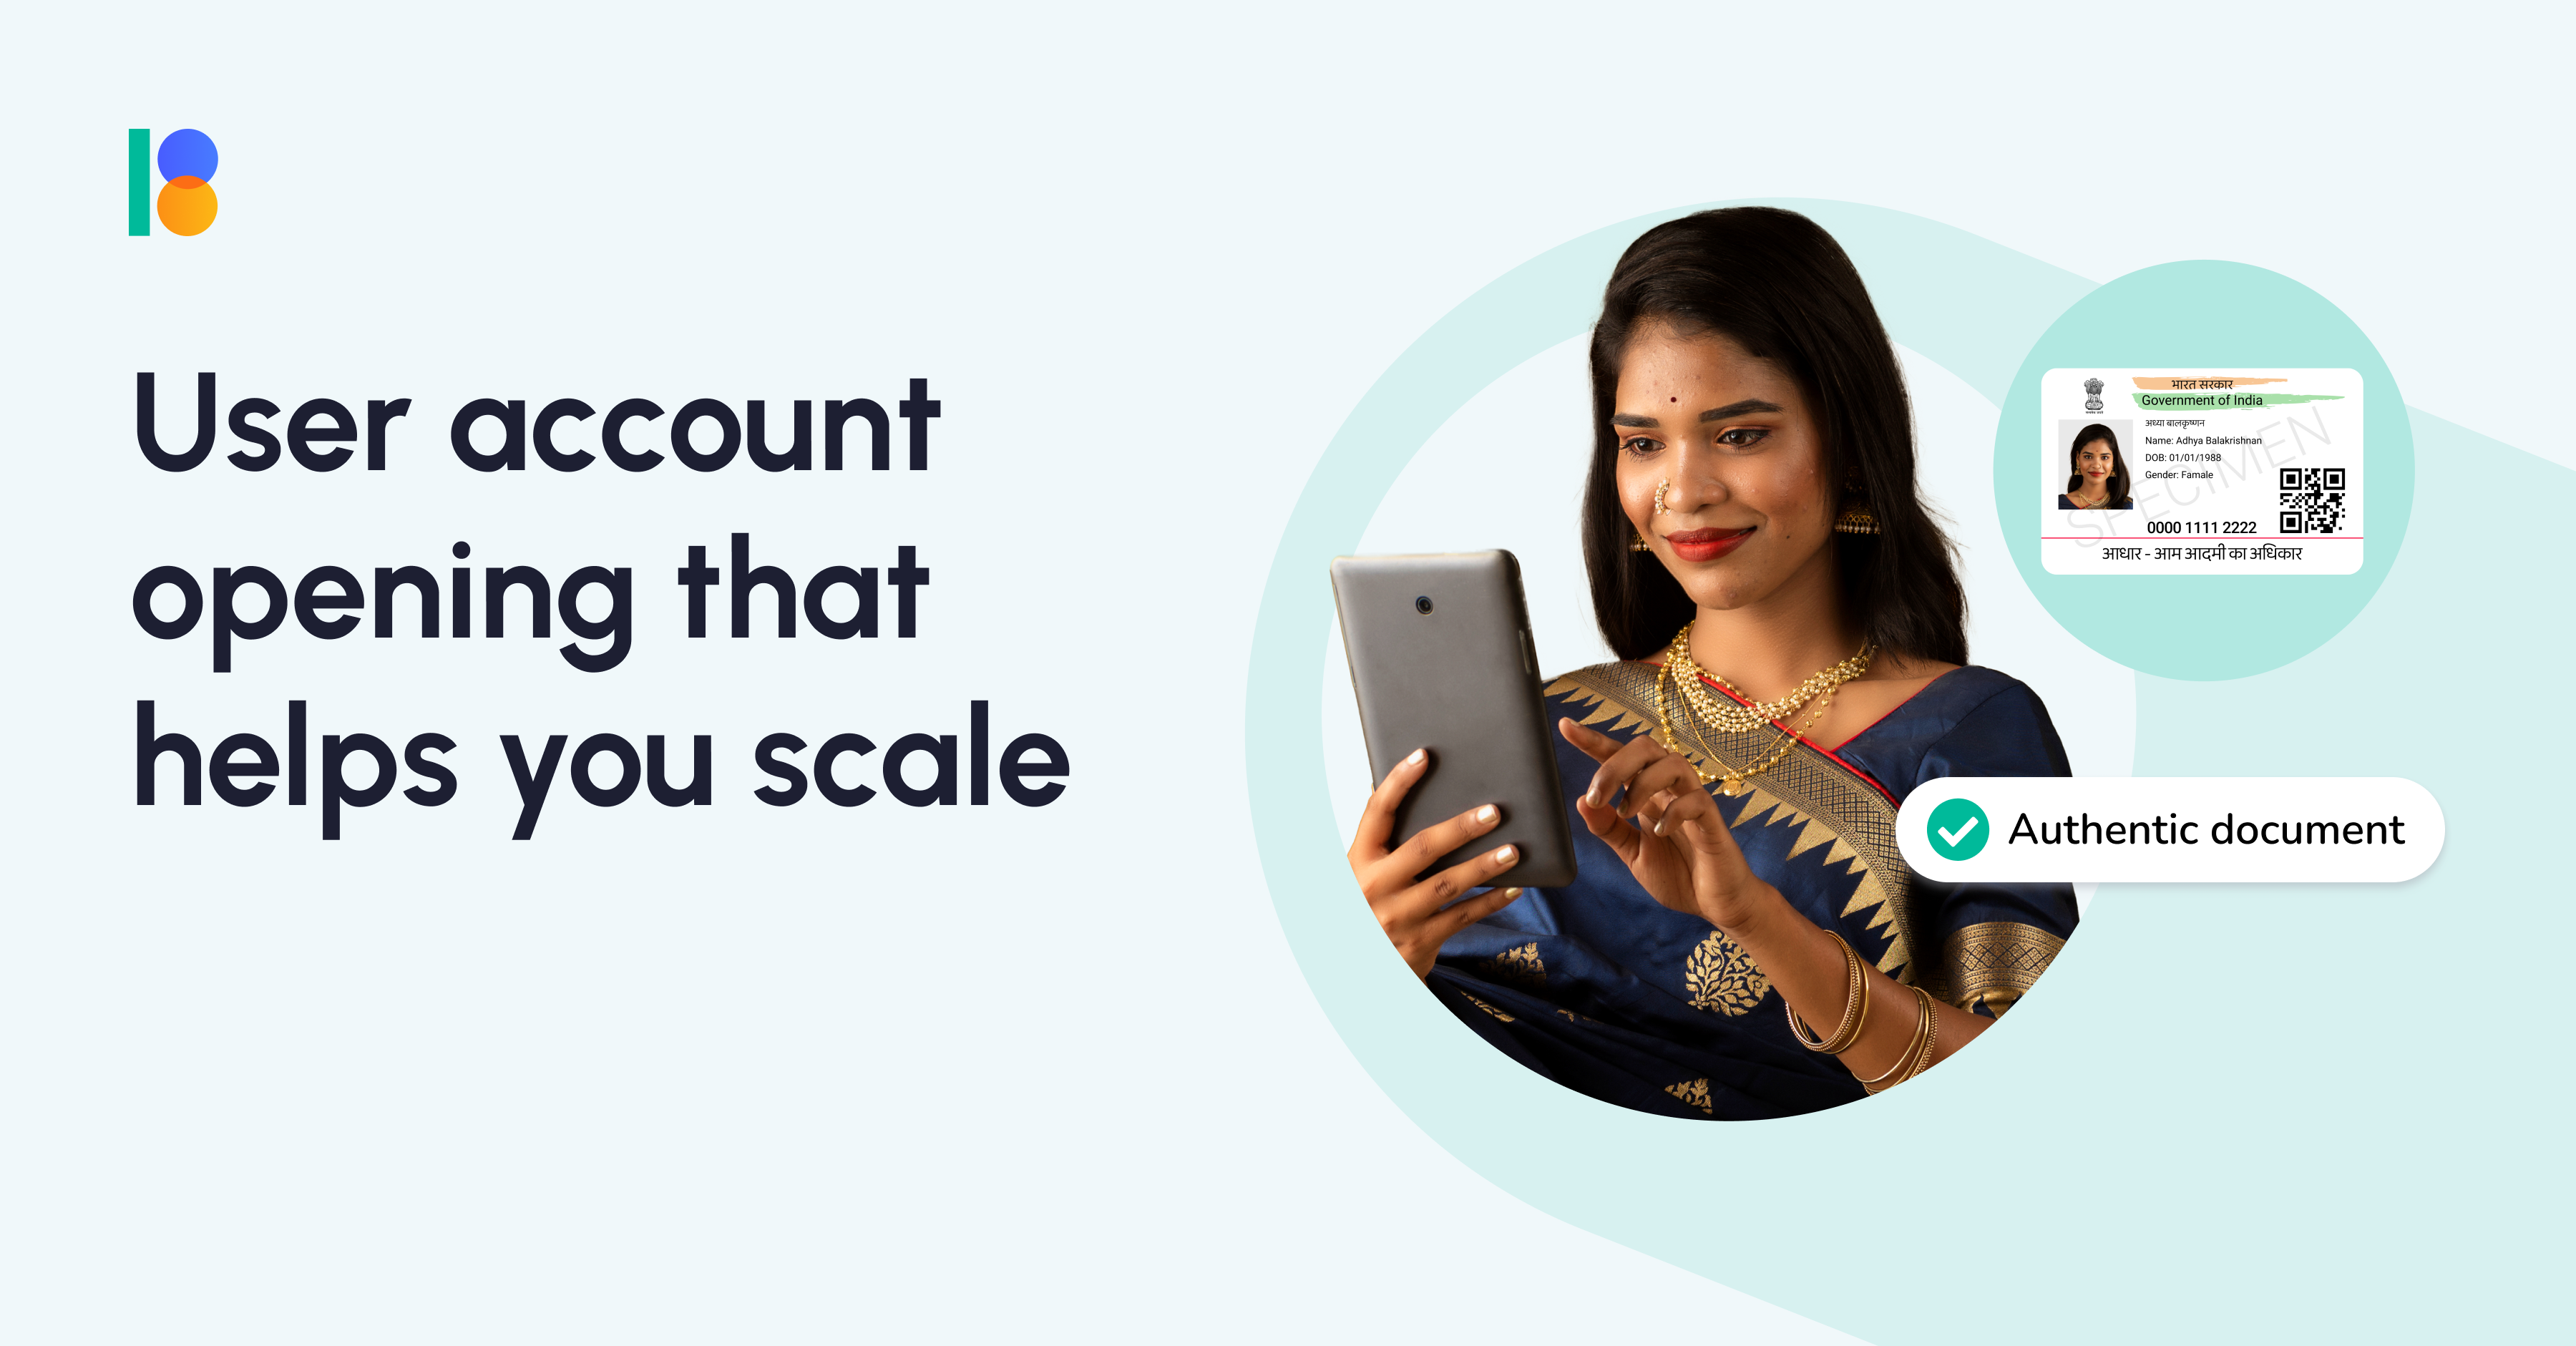 User account
opening that
helps you scale
भारत सरकार
Government of India
अध्या बालकृष्णन
Name: Adhya Balakrishnan
DOB: 01/01/1988
Gender: Famale
SPECIMEN
0000 1111 2222
आधार - आम आदमी का अधिकार
Authentic document